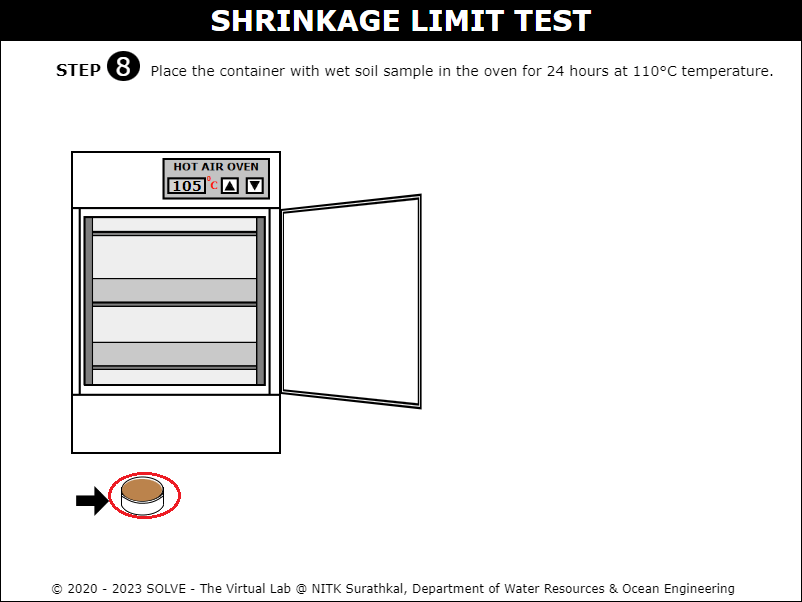 SHRINKAGE LIMIT TEST
STEP 8 Place the container with wet soil sample in the oven for 24 hours at 110°C temperature.
HOT AIR OVEN
105 °C
© 2020 - 2023 SOLVE - The Virtual Lab @ NITK Surathkal, Department of Water Resources & Ocean Engineering